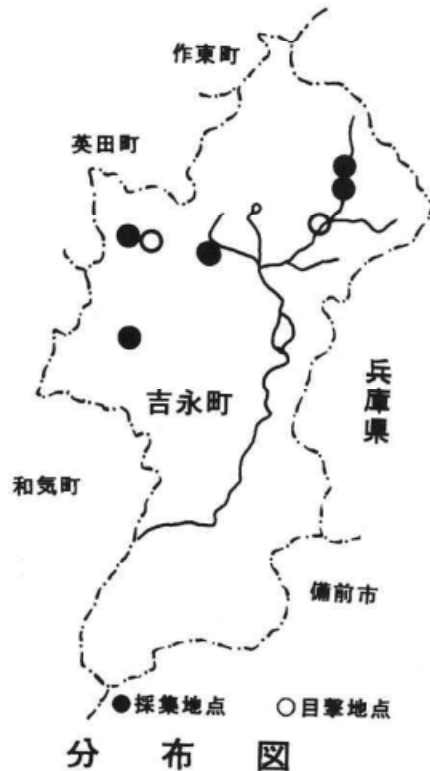 作東町
英田町
吉永町
兵庫県
和気町
備前市
●採集地点 ○目撃地点
分布図